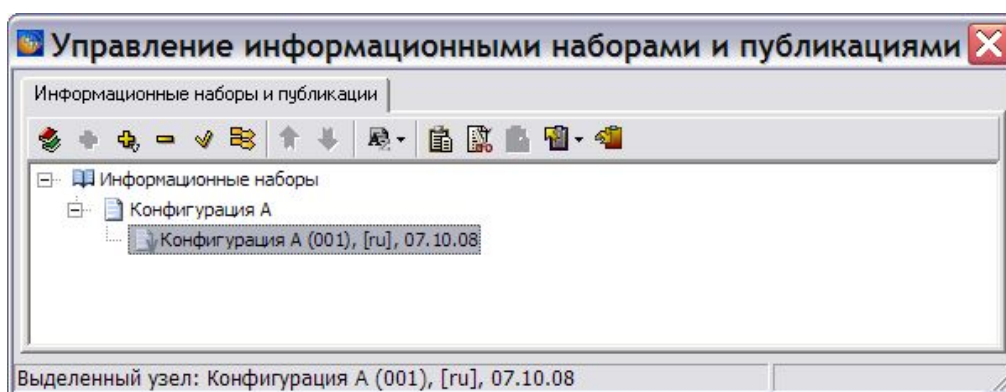 Управление информационными наборами и публикациями
Информационные наборы и публикации
Информационные наборы
Конфигурация А
Конфигурация А (001), [ru], 07.10.08
Выделенный узел: Конфигурация А (001), [ru], 07.10.08